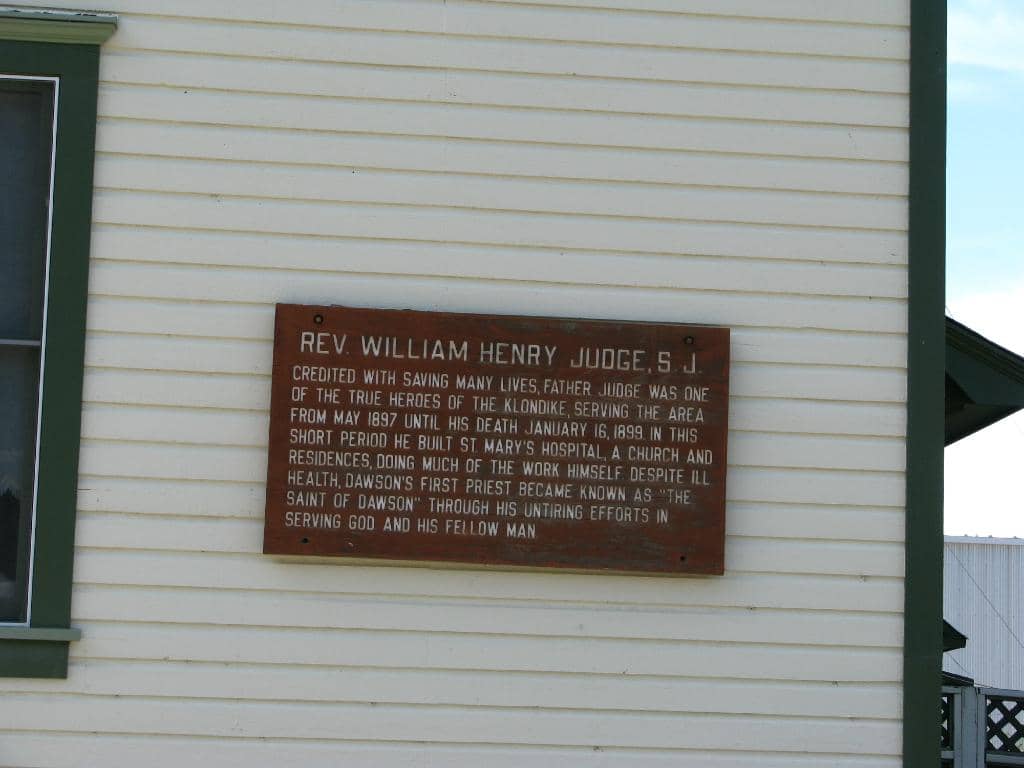 REV. WILLIAM HENRY JUDGE, S. J.
CREDITED WITH SAVING MANY LIVES, FATHER JUDGE WAS ONE
OF THE TRUE HEROES OF THE KLONDIKE, SERVING THE AREA
FROM MAY 1897 UNTIL HIS DEATH JANUARY 16, 1899. IN THIS
SHORT PERIOD HE BUILT ST. MARY'S HOSPITAL, A CHURCH AND
RESIDENCES, DOING MUCH OF THE WORK HIMSELF DESPITE ILL
HEALTH, DAWSON'S FIRST PRIEST BECAME KNOWN AS "THE
SAINT OF DAWSON" THROUGH HIS UNTIRING EFFORTS IN
SERVING GOD AND HIS FELLOW MAN